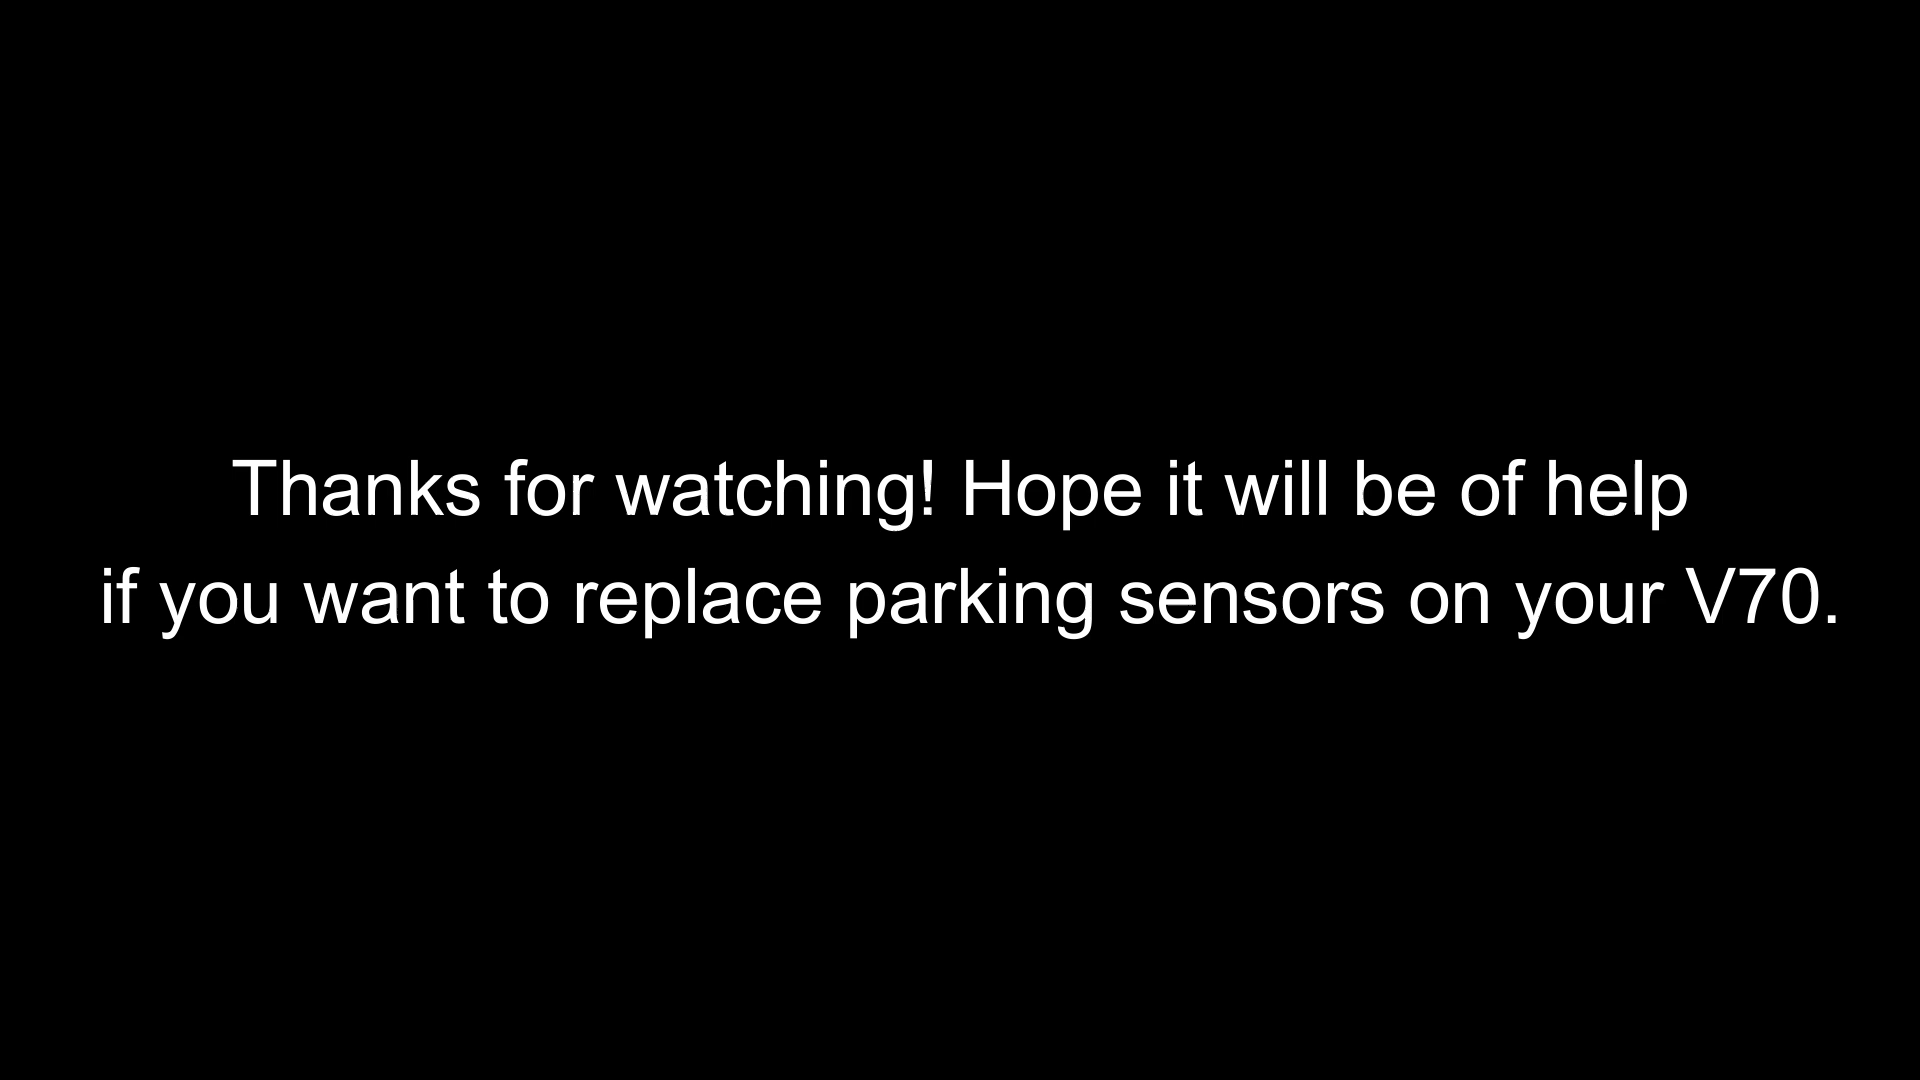 Thanks for watching! Hope it will be of help
if you want to replace parking sensors on your V70.